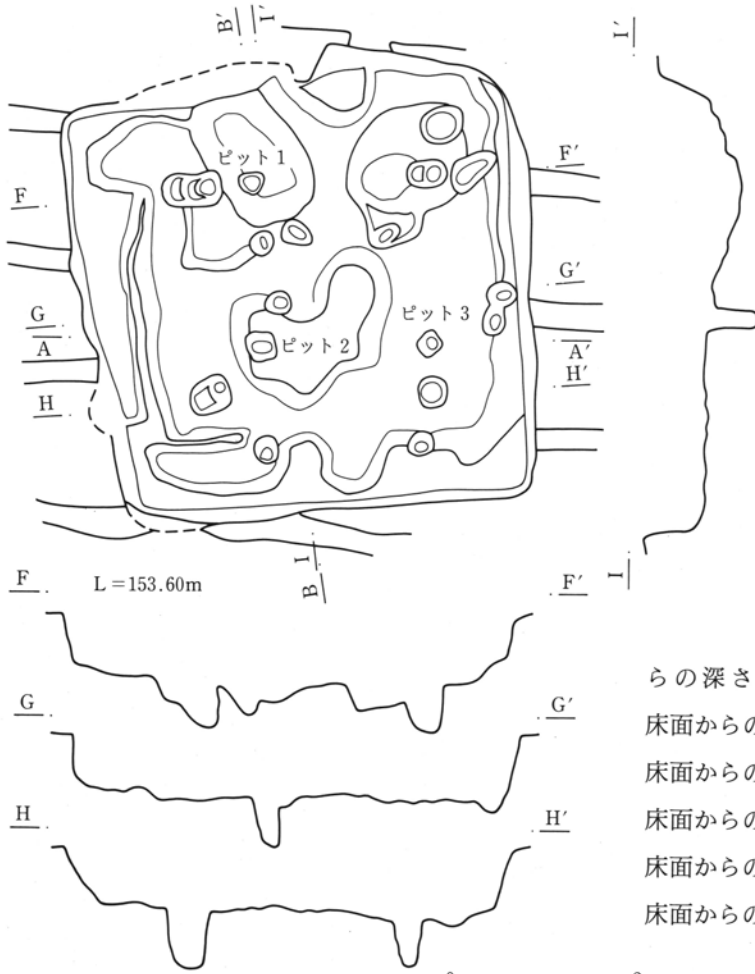 B′ I′
I′
ピット1
F′
F
G′
G
ピット3
A
ピット2
A′
H′
H
I
B
I
F
L=153.60m
F′
G
G′
H
H′
らの深さ
床面からの
床面からの
床面からの
床面からの
床面からの